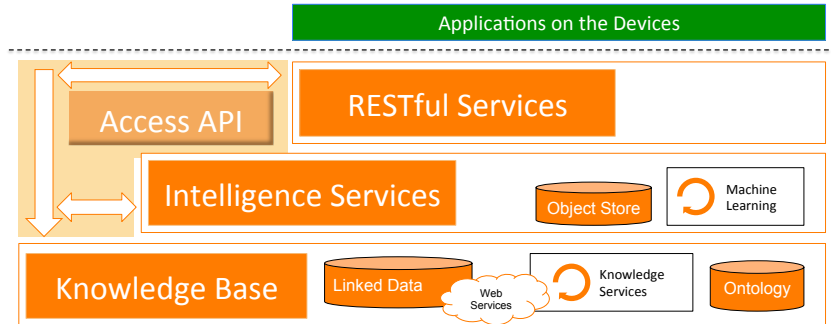 Applications on the Devices
RESTful Services
Access API
Intelligence Services
Object Store
Machine
Learning
Knowledge Base
Linked Data
Web
Services
Knowledge
Services
Ontology